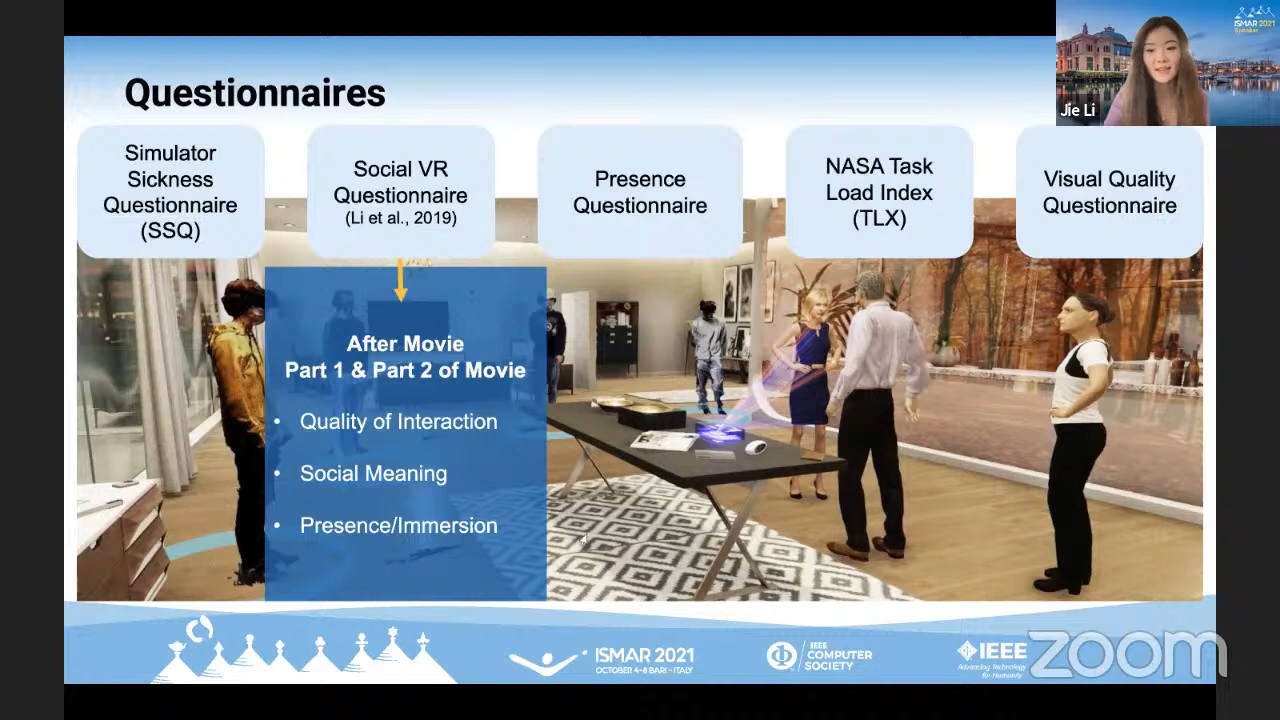 Questionnaires
Simulator
Sickness
Questionnaire
(SSQ)
Social VR
Questionnaire
(Li et al., 2019)
Presence
Questionnaire
NASA Task
Load Index
(TLX)
Visual Quality
Questionnaire
After Movie
Part 1 & Part 2 of Movie
• Quality of Interaction
• Social Meaning
• Presence/Immersion
Jie Li
ISMAR 2021
Speaker
ISMAR 2021
OCTOBER 4-8 BARI - ITALY
IEEE
COMPUTER
SOCIETY
IEEE
Advancing Technology
for Humanity
zoom